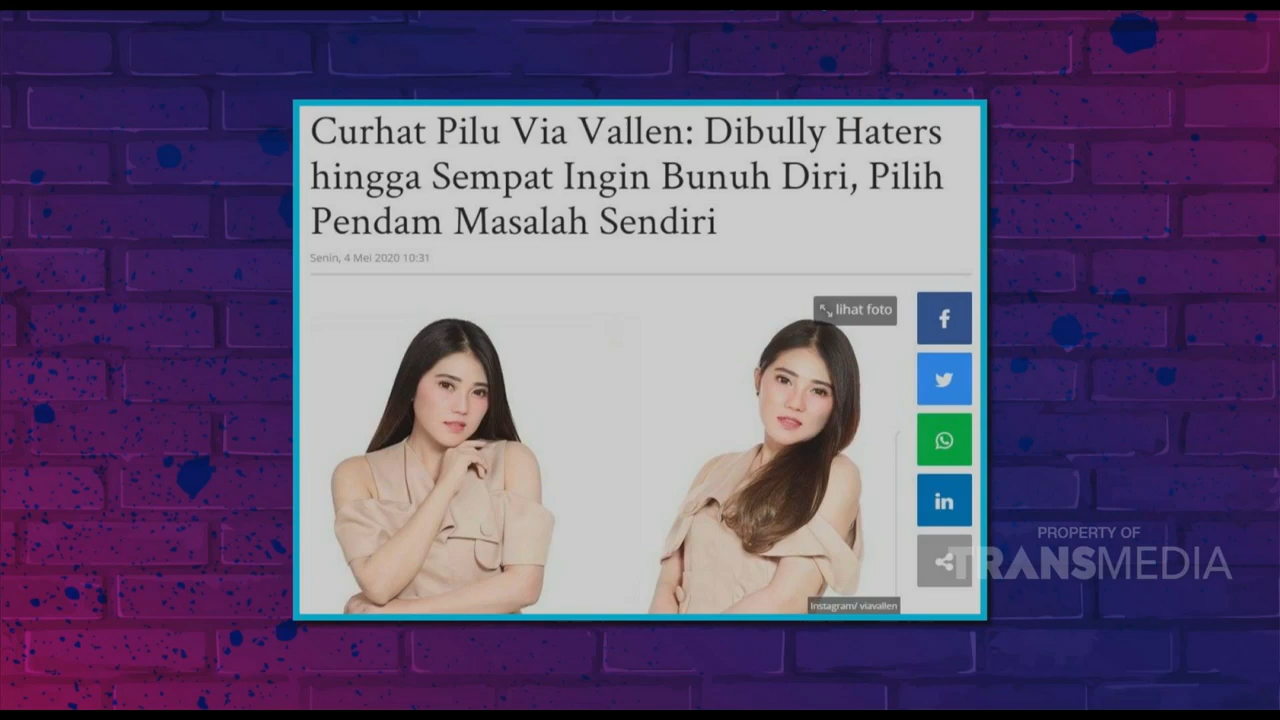 Curhat Pilu Via Vallen: Dibully Haters
hingga Sempat Ingin Bunuh Diri, Pilih
Pendam Masalah Sendiri
Senin, 4 Mei 2020 10:31
lihat foto
Instagram/ viavallen
PROPERTY OF
TRANSMEDIA